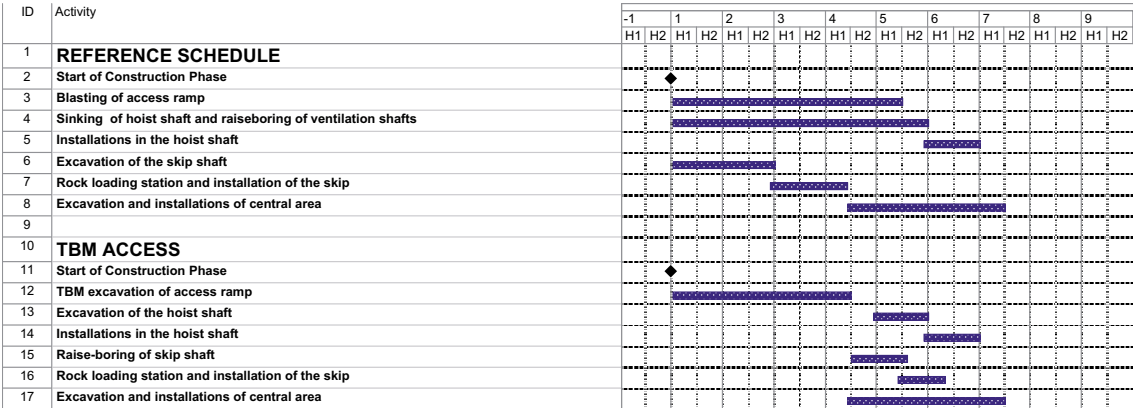 ID Activity
-1 1 2 3 4 5 6 7 8 9
H1 H2 H1 H2 H1 H2 H1 H2 H1 H2 H1 H2 H1 H2 H1 H2 H1 H2 H1 H2
1 REFERENCE SCHEDULE
2 Start of Construction Phase
3 Blasting of access ramp
4 Sinking of hoist shaft and raiseboring of ventilation shafts
5 Installations in the hoist shaft
6 Excavation of the skip shaft
7 Rock loading station and installation of the skip
8 Excavation and installations of central area
9
10 TBM ACCESS
11 Start of Construction Phase
12 TBM excavation of access ramp
13 Excavation of the hoist shaft
14 Installations in the hoist shaft
15 Raise-boring of skip shaft
16 Rock loading station and installation of the skip
17 Excavation and installations of central area